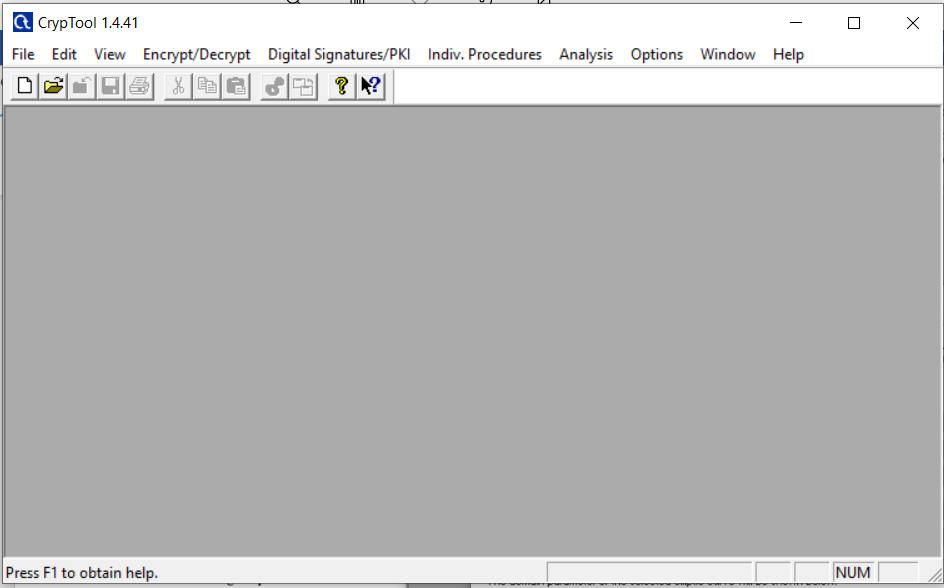 CrypTool 1.4.41
File Edit View Encrypt/Decrypt Digital Signatures/PKI Indiv. Procedures Analysis Options Window Help
Press F1 to obtain help.
NUM